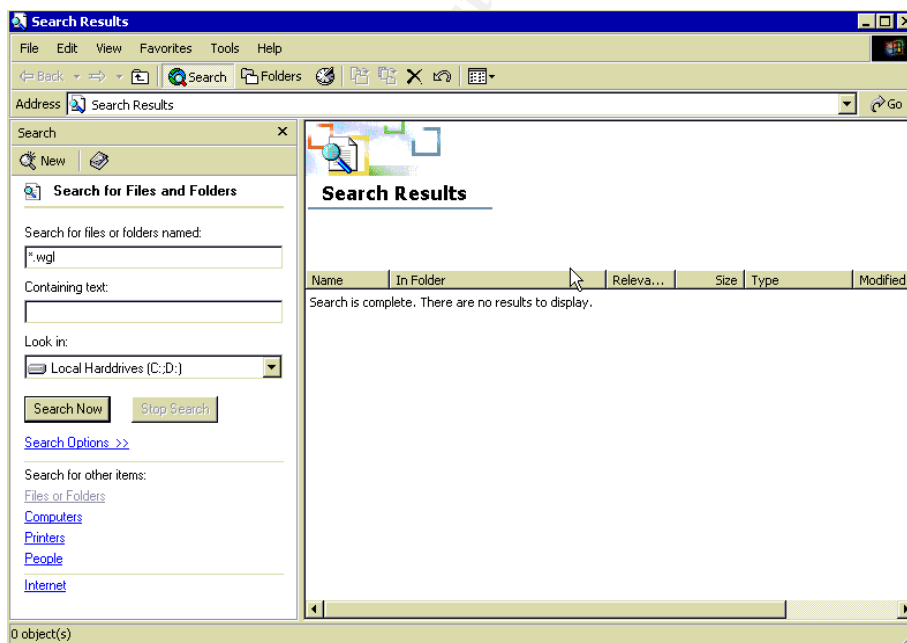 Search Results
File Edit View Favorites Tools Help
Back Search Folders
Address Search Results Go
Search
New
Search for Files and Folders
Search for files or folders named:
*.wgl
Containing text:
Look in:
Local Harddrives (C:;D:)
Search Now Stop Search
Search Options >>
Search for other items:
Files or Folders
Computers
Printers
People
Internet
Search Results
Name In Folder Releva... Size Type Modified
Search is complete. There are no results to display.
0 object(s)